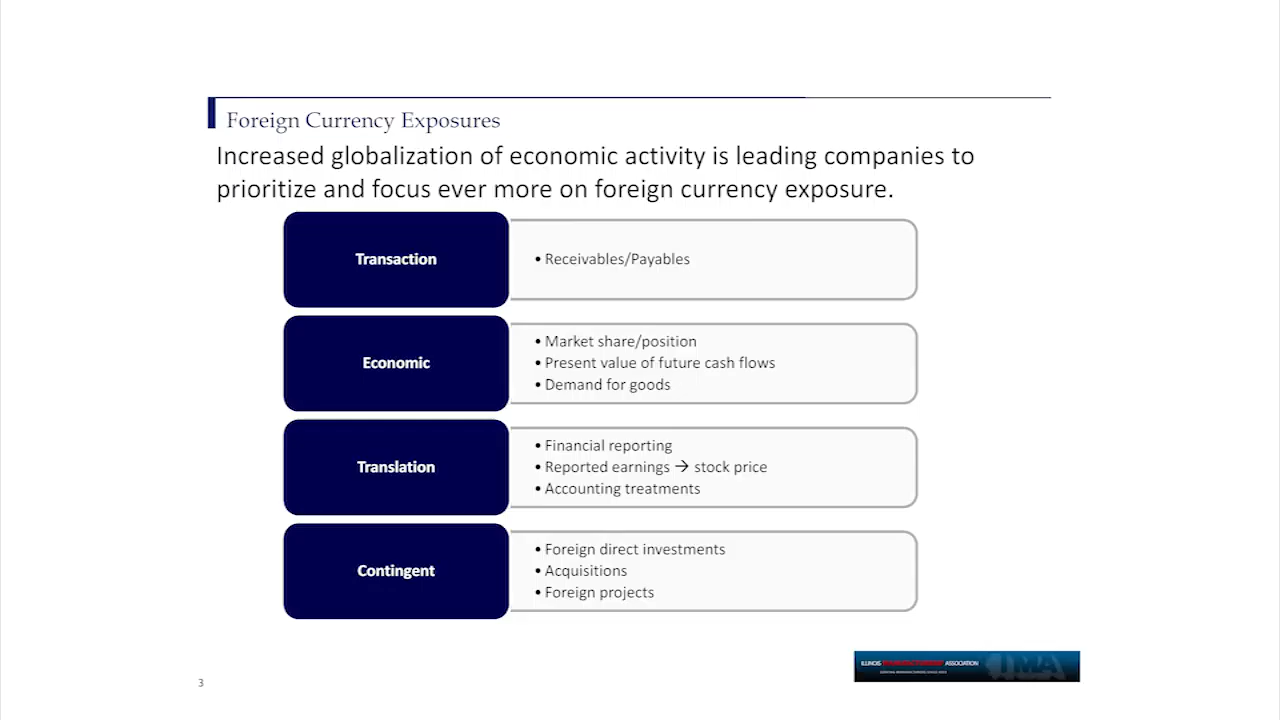 Foreign Currency Exposures
Increased globalization of economic activity is leading companies to
prioritize and focus ever more on foreign currency exposure.
Transaction
• Receivables/Payables
Economic
• Market share/position
• Present value of future cash flows
• Demand for goods
Translation
• Financial reporting
• Reported earnings → stock price
• Accounting treatments
Contingent
• Foreign direct investments
• Acquisitions
• Foreign projects
ILLINOIS ASSOCIATION
IMA
3